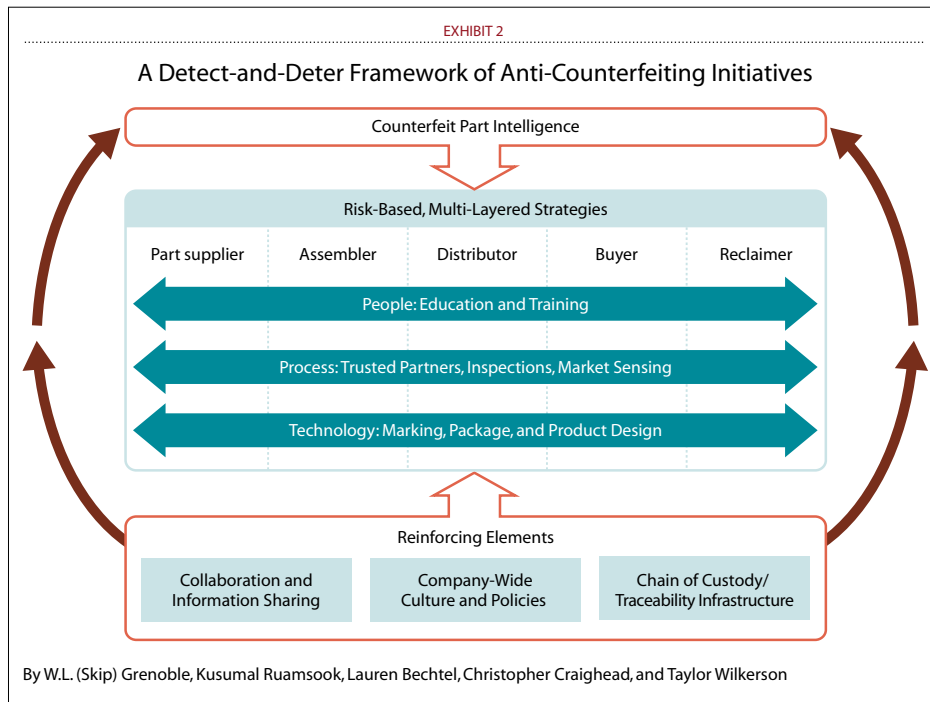 EXHIBIT 2
A Detect-and-Deter Framework of Anti-Counterfeiting Initiatives
Counterfeit Part Intelligence
Risk-Based, Multi-Layered Strategies
Part supplier Assembler Distributor Buyer Reclaimer
People: Education and Training
Process: Trusted Partners, Inspections, Market Sensing
Technology: Marking, Package, and Product Design
Reinforcing Elements
Collaboration and
Information Sharing
Company-Wide
Culture and Policies
Chain of Custody/
Traceability Infrastructure
By W.L. (Skip) Grenoble, Kusumal Ruamsook, Lauren Bechtel, Christopher Craighead, and Taylor Wilkerson